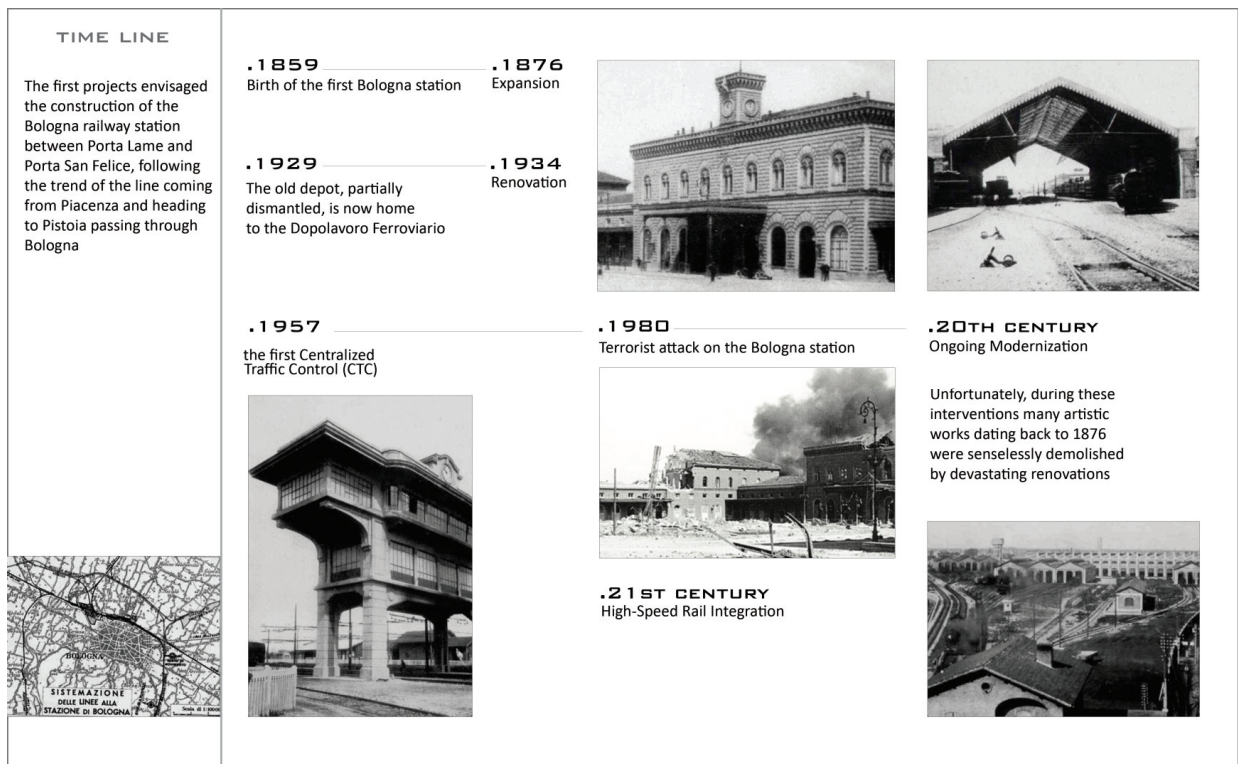 TIME LINE
The first projects envisaged
the construction of the
Bologna railway station
between Porta Lame and
Porta San Felice, following
the trend of the line coming
from Piacenza and heading
to Pistoia passing through
Bologna
.1859
Birth of the first Bologna station
.1876
Expansion
.1929
The old depot, partially
dismantled, is now home
to the Dopolavoro Ferroviario
.1934
Renovation
.1957
the first Centralized
Traffic Control (CTC)
.1980
Terrorist attack on the Bologna station
.20TH CENTURY
Ongoing Modernization
Unfortunately, during these
interventions many artistic
works dating back to 1876
were senselessly demolished
by devastating renovations
.21ST CENTURY
High-Speed Rail Integration
BOLOGNA
SISTEMAZIONE
DELLE LINEE ALLA
STAZIONE DI BOLOGNA
Scala di